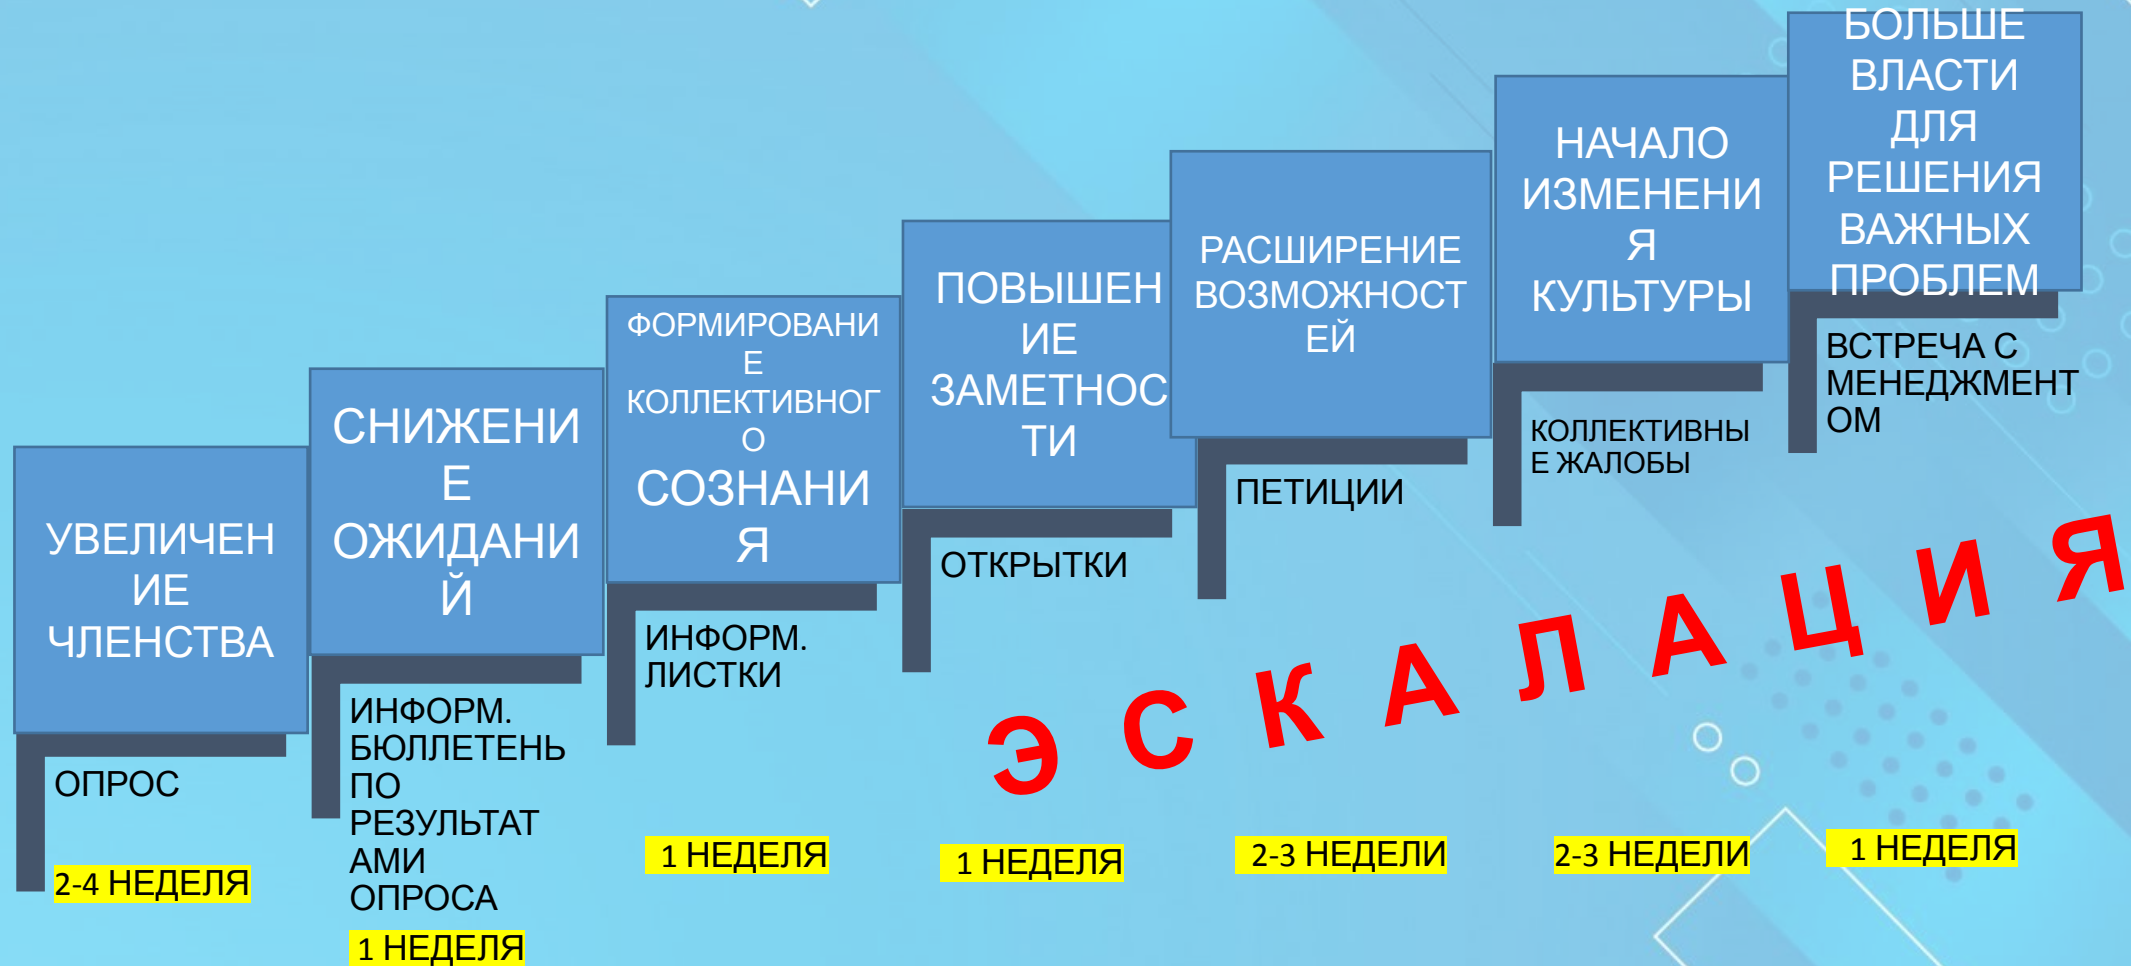 УВЕЛИЧЕН
ИЕ
ЧЛЕНСТВА
ОПРОС
2-4 НЕДЕЛЯ
СНИЖЕНИ
Е
ОЖИДАНИ
Й
ИНФОРМ.
БЮЛЛЕТЕНЬ
ПО
РЕЗУЛЬТАТ
АМИ
ОПРОСА
1 НЕДЕЛЯ
ФОРМИРОВАНИ
Е
КОЛЛЕКТИВНОГ
О
СОЗНАНИ
Я
ИНФОРМ.
ЛИСТКИ
1 НЕДЕЛЯ
ПОВЫШЕН
ИЕ
ЗАМЕТНОС
ТИ
ОТКРЫТКИ
1 НЕДЕЛЯ
РАСШИРЕНИЕ
ВОЗМОЖНОСТ
ЕЙ
ПЕТИЦИИ
2-3 НЕДЕЛИ
НАЧАЛО
ИЗМЕНЕНИ
Я
КУЛЬТУРЫ
КОЛЛЕКТИВНЫ
Е ЖАЛОБЫ
2-3 НЕДЕЛИ
БОЛЬШЕ
ВЛАСТИ
ДЛЯ
РЕШЕНИЯ
ВАЖНЫХ
ПРОБЛЕМ
ВСТРЕЧА С
МЕНЕДЖМЕНТ
ОМ
1 НЕДЕЛЯ
ЭСКАЛАЦИЯ